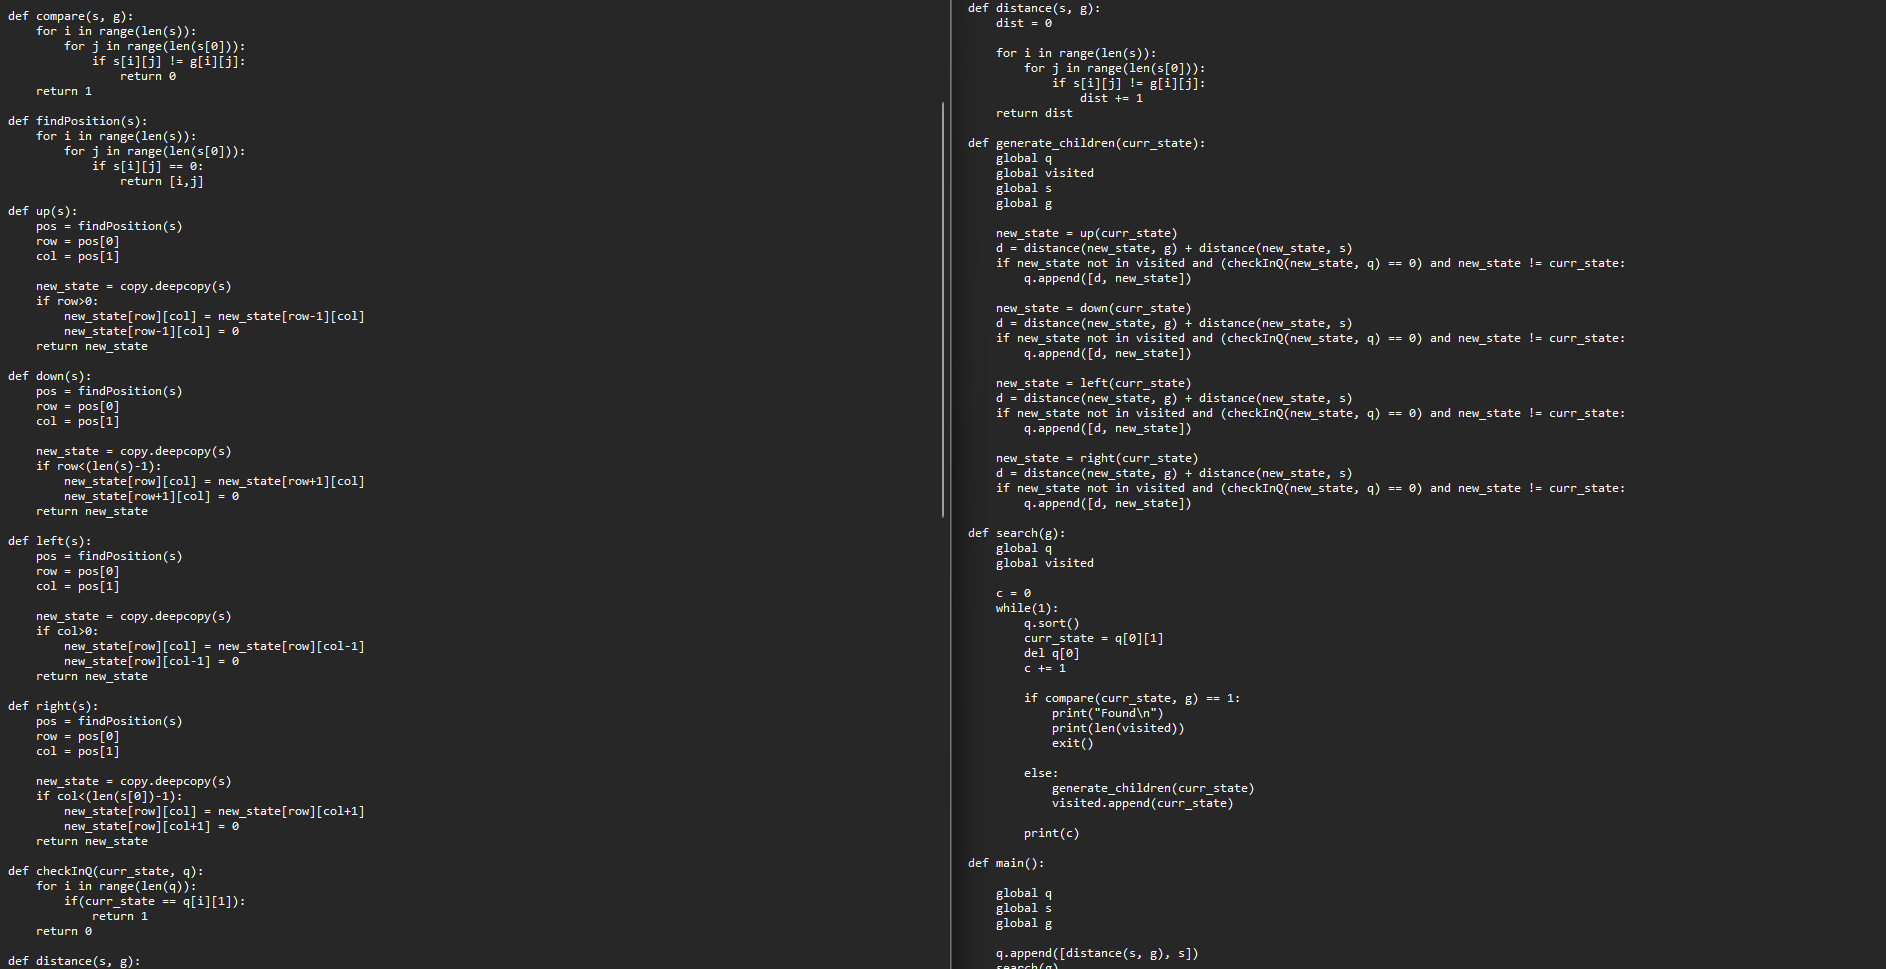 def compare(s, g):
    for i in range(len(s)):
        for j in range(len(s[0])):
            if s[i][j] != g[i][j]:
                return 0
    return 1

def findPosition(s):
    for i in range(len(s)):
        for j in range(len(s[0])):
            if s[i][j] == 0:
                return [i,j]

def up(s):
    pos = findPosition(s)
    row = pos[0]
    col = pos[1]

    new_state = copy.deepcopy(s)
    if row>0:
        new_state[row][col] = new_state[row-1][col]
        new_state[row-1][col] = 0
    return new_state

def down(s):
    pos = findPosition(s)
    row = pos[0]
    col = pos[1]

    new_state = copy.deepcopy(s)
    if row<(len(s)-1):
        new_state[row][col] = new_state[row+1][col]
        new_state[row+1][col] = 0
    return new_state

def left(s):
    pos = findPosition(s)
    row = pos[0]
    col = pos[1]

    new_state = copy.deepcopy(s)
    if col>0:
        new_state[row][col] = new_state[row][col-1]
        new_state[row][col-1] = 0
    return new_state

def right(s):
    pos = findPosition(s)
    row = pos[0]
    col = pos[1]

    new_state = copy.deepcopy(s)
    if col<(len(s[0])-1):
        new_state[row][col] = new_state[row][col+1]
        new_state[row][col+1] = 0
    return new_state

def checkInQ(curr_state, q):
    for i in range(len(q)):
        if(curr_state == q[i][1]):
            return 1
    return 0

def distance(s, g):
def distance(s, g):
    dist = 0

    for i in range(len(s)):
        for j in range(len(s[0])):
            if s[i][j] != g[i][j]:
                dist += 1
    return dist

def generate_children(curr_state):
    global q
    global visited
    global s
    global g

    new_state = up(curr_state)
    d = distance(new_state, g) + distance(new_state, s)
    if new_state not in visited and (checkInQ(new_state, q) == 0) and new_state != curr_state:
        q.append([d, new_state])

    new_state = down(curr_state)
    d = distance(new_state, g) + distance(new_state, s)
    if new_state not in visited and (checkInQ(new_state, q) == 0) and new_state != curr_state:
        q.append([d, new_state])

    new_state = left(curr_state)
    d = distance(new_state, g) + distance(new_state, s)
    if new_state not in visited and (checkInQ(new_state, q) == 0) and new_state != curr_state:
        q.append([d, new_state])

    new_state = right(curr_state)
    d = distance(new_state, g) + distance(new_state, s)
    if new_state not in visited and (checkInQ(new_state, q) == 0) and new_state != curr_state:
        q.append([d, new_state])

def search(g):
    global q
    global visited

    c = 0
    while(1):
        q.sort()
        curr_state = q[0][1]
        del q[0]
        c += 1

        if compare(curr_state, g) == 1:
            print("Found\n")
            print(len(visited))
            exit()

        else:
            generate_children(curr_state)
            visited.append(curr_state)

        print(c)

def main():

    global q
    global s
    global g

    q.append([distance(s, g), s])
    search(g)